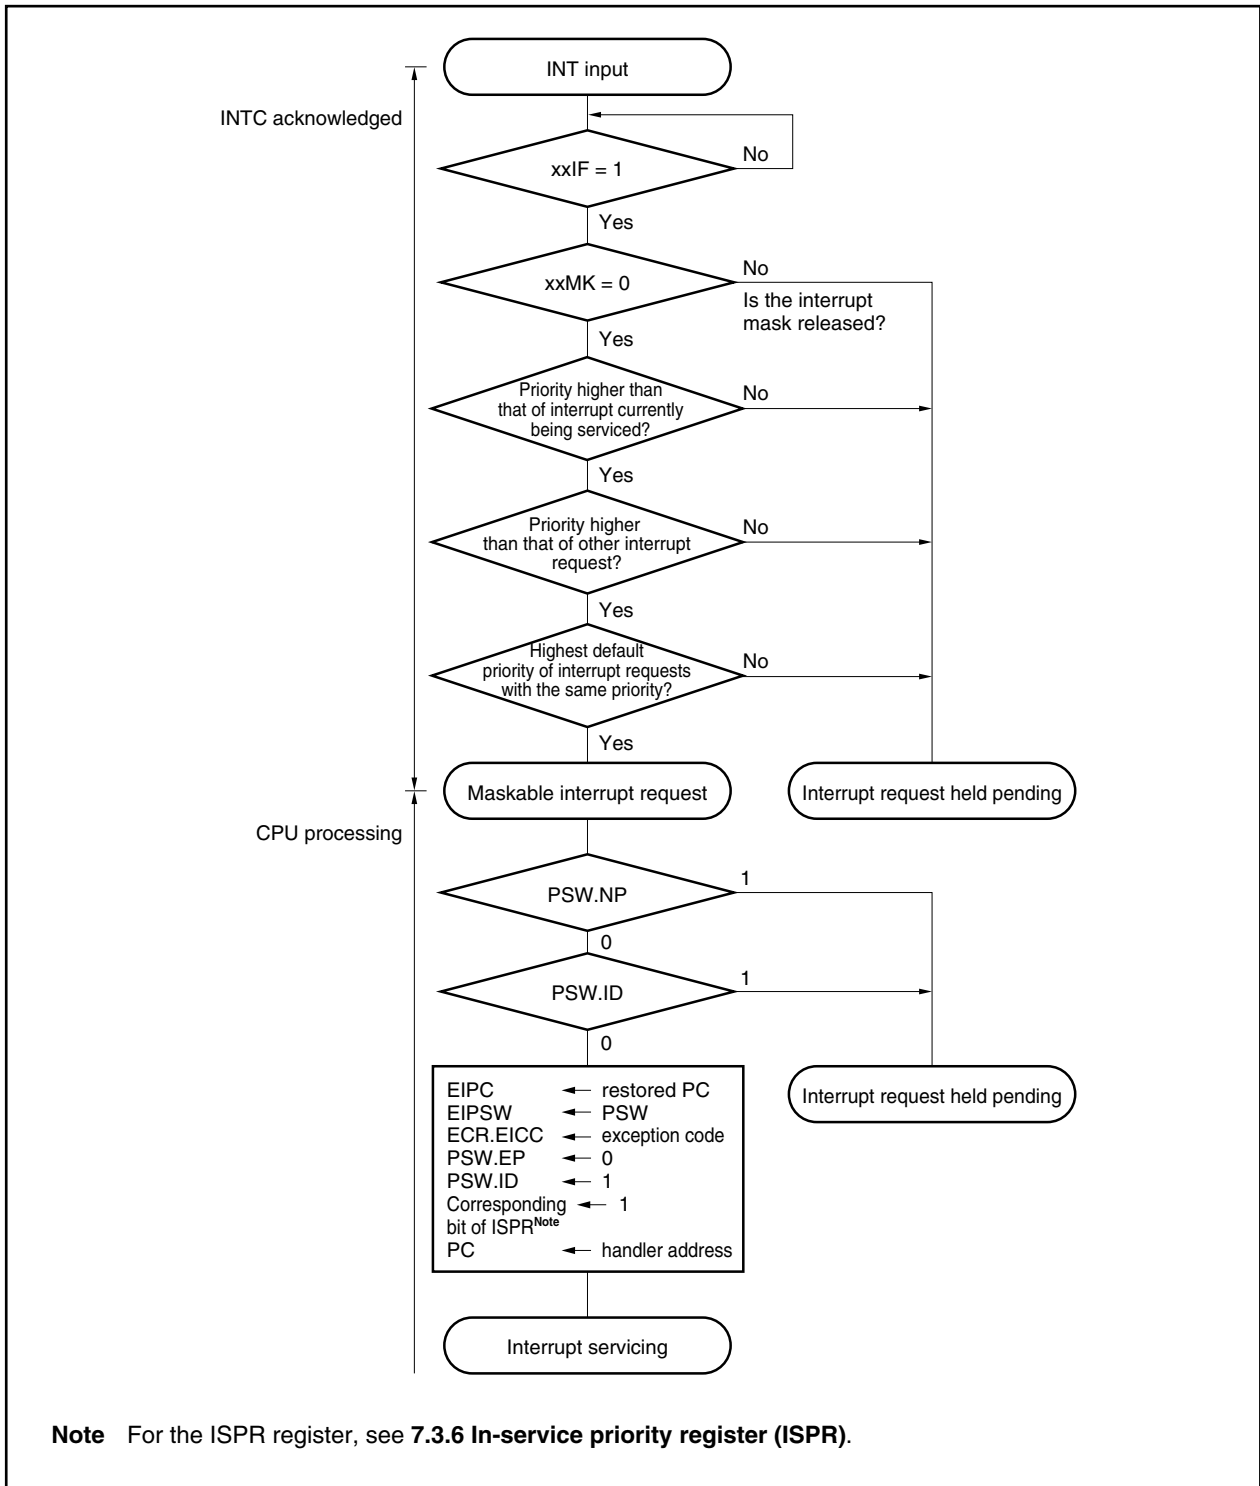 INT input
INTC acknowledged
xxIF = 1
No
Yes
xxMK = 0
No
Is the interrupt
mask released?
Yes
Priority higher than
that of interrupt currently
being serviced?
No
Yes
Priority higher
than that of other interrupt
request?
No
Yes
Highest default
priority of interrupt requests
with the same priority?
No
Yes
Maskable interrupt request
Interrupt request held pending
CPU processing
PSW.NP
1
0
PSW.ID
1
0
EIPC ← restored PC
EIPSW ← PSW
ECR.EICC ← exception code
PSW.EP ← 0
PSW.ID ← 1
Corresponding ← 1
bit of ISPRNote
PC ← handler address
Interrupt request held pending
Interrupt servicing
Note For the ISPR register, see 7.3.6 In-service priority register (ISPR).